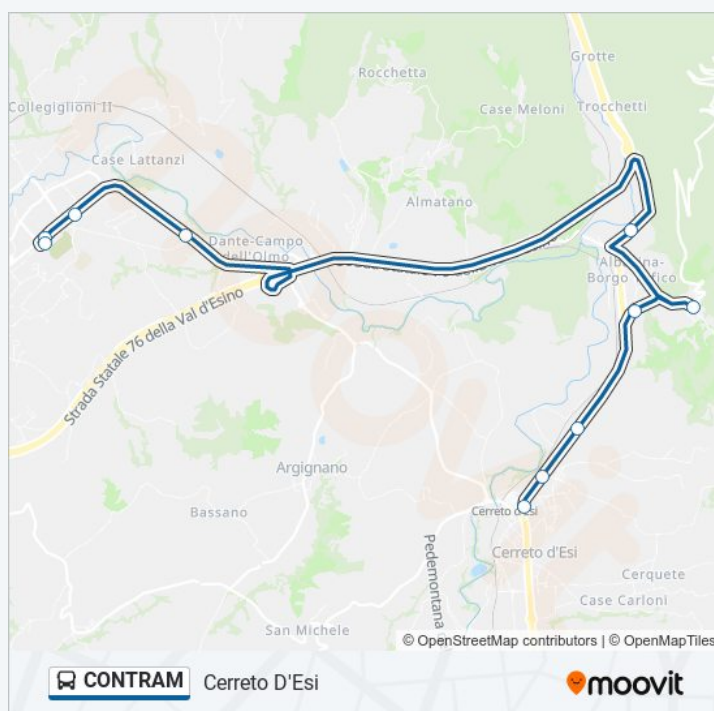 Grotte
Rocchetta
Collegiglioni II
Case Meloni
Trocchetti
Case Lattanzi
Almatano
Dante-Campo
dell'Olmo
Borgo Tufico
Strada Statale 76 della Val d'Esino
Argignano
Bassano
Cerreto d'Esi
Cerreto d'Esi
Pedemontana
Cerquete
Case Carloni
San Michele
© OpenStreetMap contributors | © OpenMapTiles
CONTRAM Cerreto D'Esi
moovit